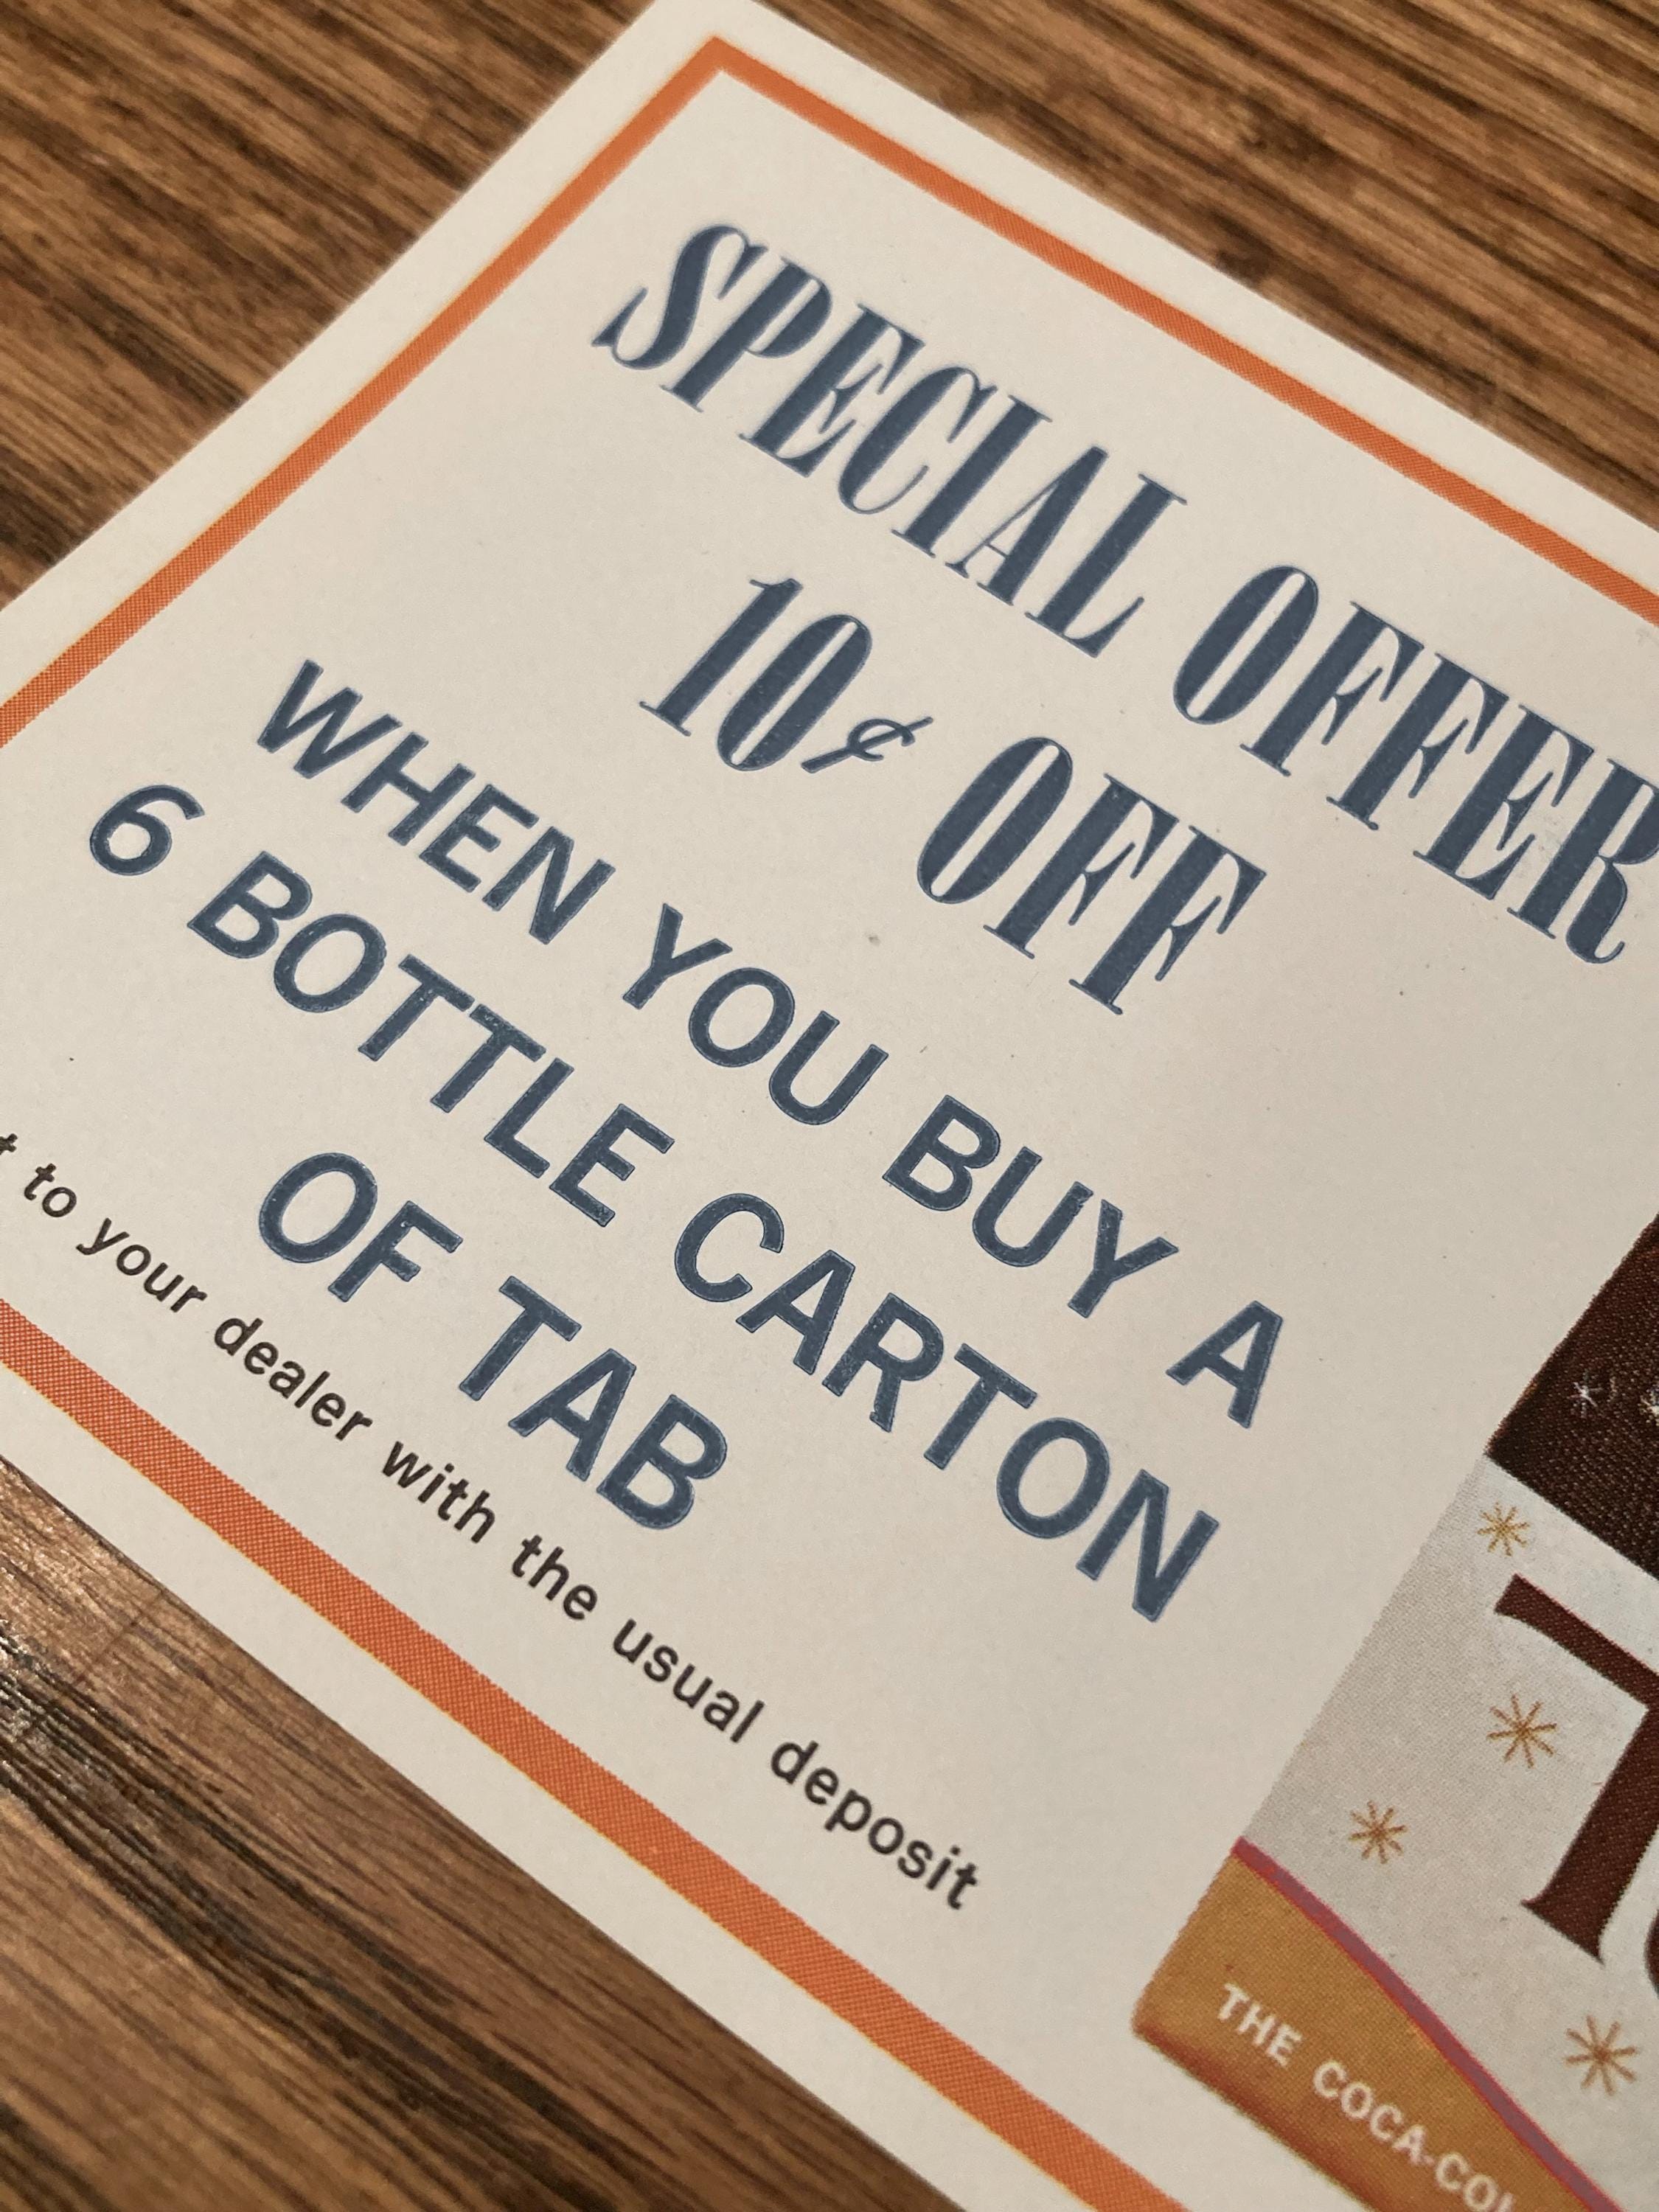 SPECIAL OFFER
10¢ OFF
WHEN YOU BUY A
6 BOTTLE CARTON
OF TAB
to your dealer with the usual deposit
THE COCA-COL